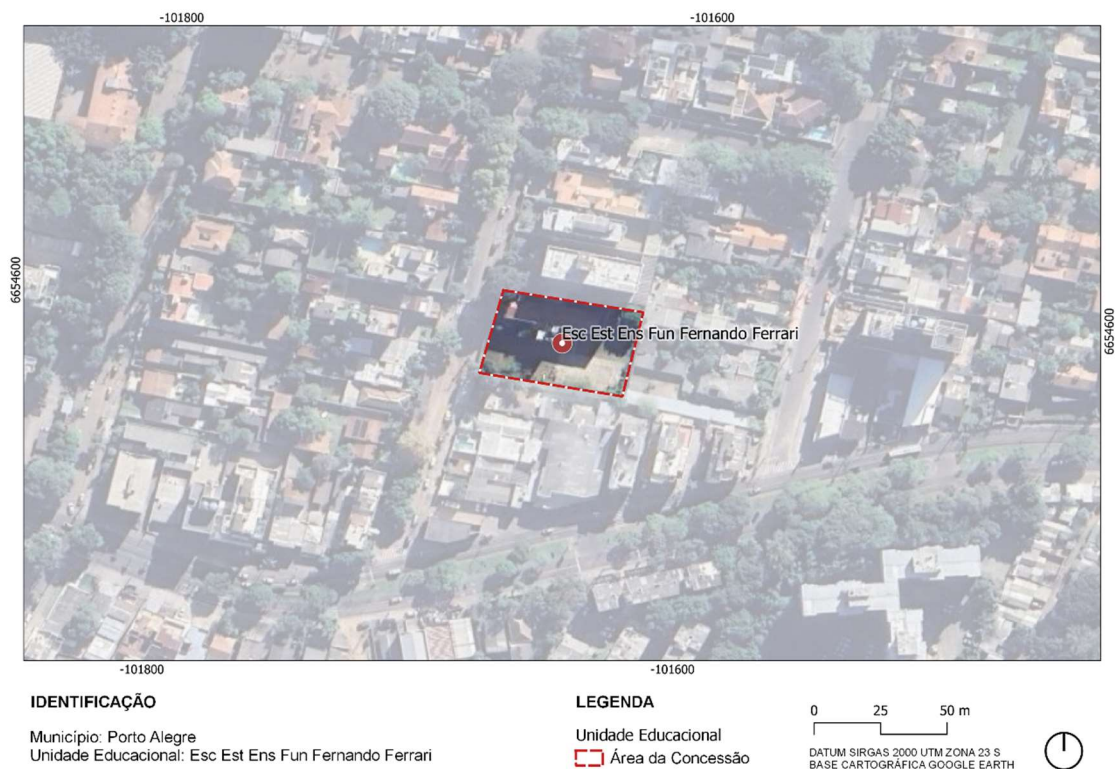 -101800
-101600
6654600
6654600
Esc Est Ens Fun Fernando Ferrari
-101800
-101600
IDENTIFICAÇÃO
Município: Porto Alegre
Unidade Educacional: Esc Est Ens Fun Fernando Ferrari
LEGENDA
Unidade Educacional
Área da Concessão
0 25 50 m
DATUM SIRGAS 2000 UTM ZONA 23 S
BASE CARTOGRÁFICA GOOGLE EARTH